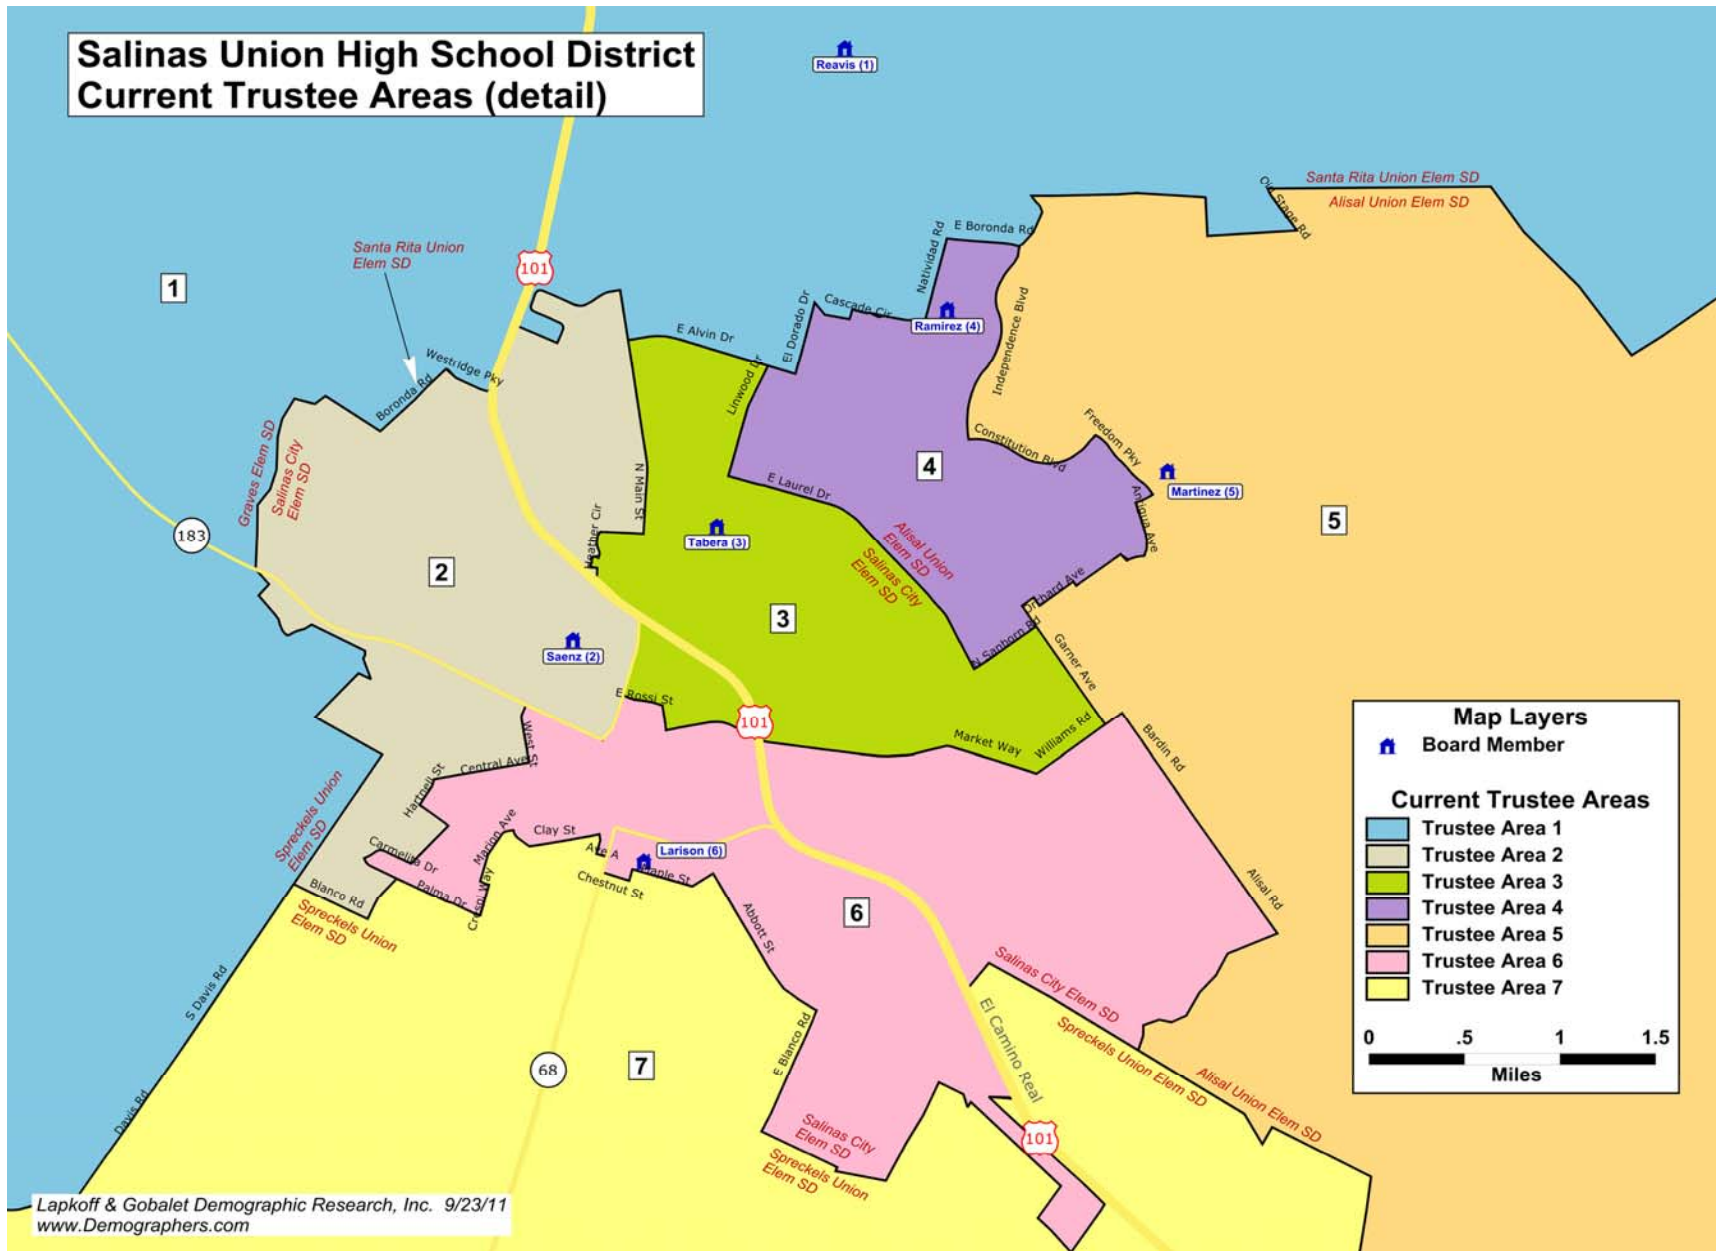 Salinas Union High School District
Current Trustee Areas (detail)
Reavis (1)
Santa Rita Union Elem SD
Alisal Union Elem SD
Old Stage Rd
E Boronda Rd
Natividad Rd
Santa Rita Union
Elem SD
101
1
Cascade Cir
El Dorado Dr
Ramirez (4)
Independence Blvd
E Alvin Dr
Linwood Dr
Westridge Pky
Boronda Rd
Graves Elem SD
Salinas City
Elem SD
N Main St
Heather Cir
Constitution Blvd
Freedom Pky
Antigua Ave
4
Martinez (5)
5
E Laurel Dr
Alisal Union
Elem SD
Salinas City
Elem SD
183
Tabera (3)
2
3
Orchard Ave
N Sanborn Rd
Garner Ave
Saenz (2)
E Rossi St
101
Market Way
Williams Rd
Bardin Rd
West St
Central Ave
Hartnell St
Spreckels Union
Elem SD
Marion Ave
Clay St
Ave A
Larison (6)
Maple St
Chestnut St
Carmelita Dr
Palma Dr
Crespi Way
Blanco Rd
Spreckels Union
Elem SD
Abbott St
6
Alisal Rd
S Davis Rd
Davis Rd
Salinas City Elem SD
Spreckels Union Elem SD
Alisal Union Elem SD
El Camino Real
E Blanco Rd
68
7
101
Salinas City
Elem SD
Spreckels Union
Elem SD
Map Layers
Board Member
Current Trustee Areas
Trustee Area 1
Trustee Area 2
Trustee Area 3
Trustee Area 4
Trustee Area 5
Trustee Area 6
Trustee Area 7
0 .5 1 1.5
Miles
Lapkoff & Gobalet Demographic Research, Inc. 9/23/11
www.Demographers.com